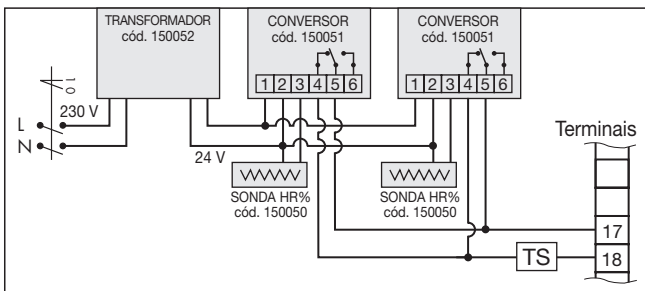 TRANSFORMADOR
cód. 150052
CONVERSOR
cód. 150051
CONVERSOR
cód. 150051
1 2 3 4 5 6
1 2 3 4 5 6
1
0
230 V
L
N
24 V
Terminais
SONDA HR%
cód. 150050
SONDA HR%
cód. 150050
17
TS
18